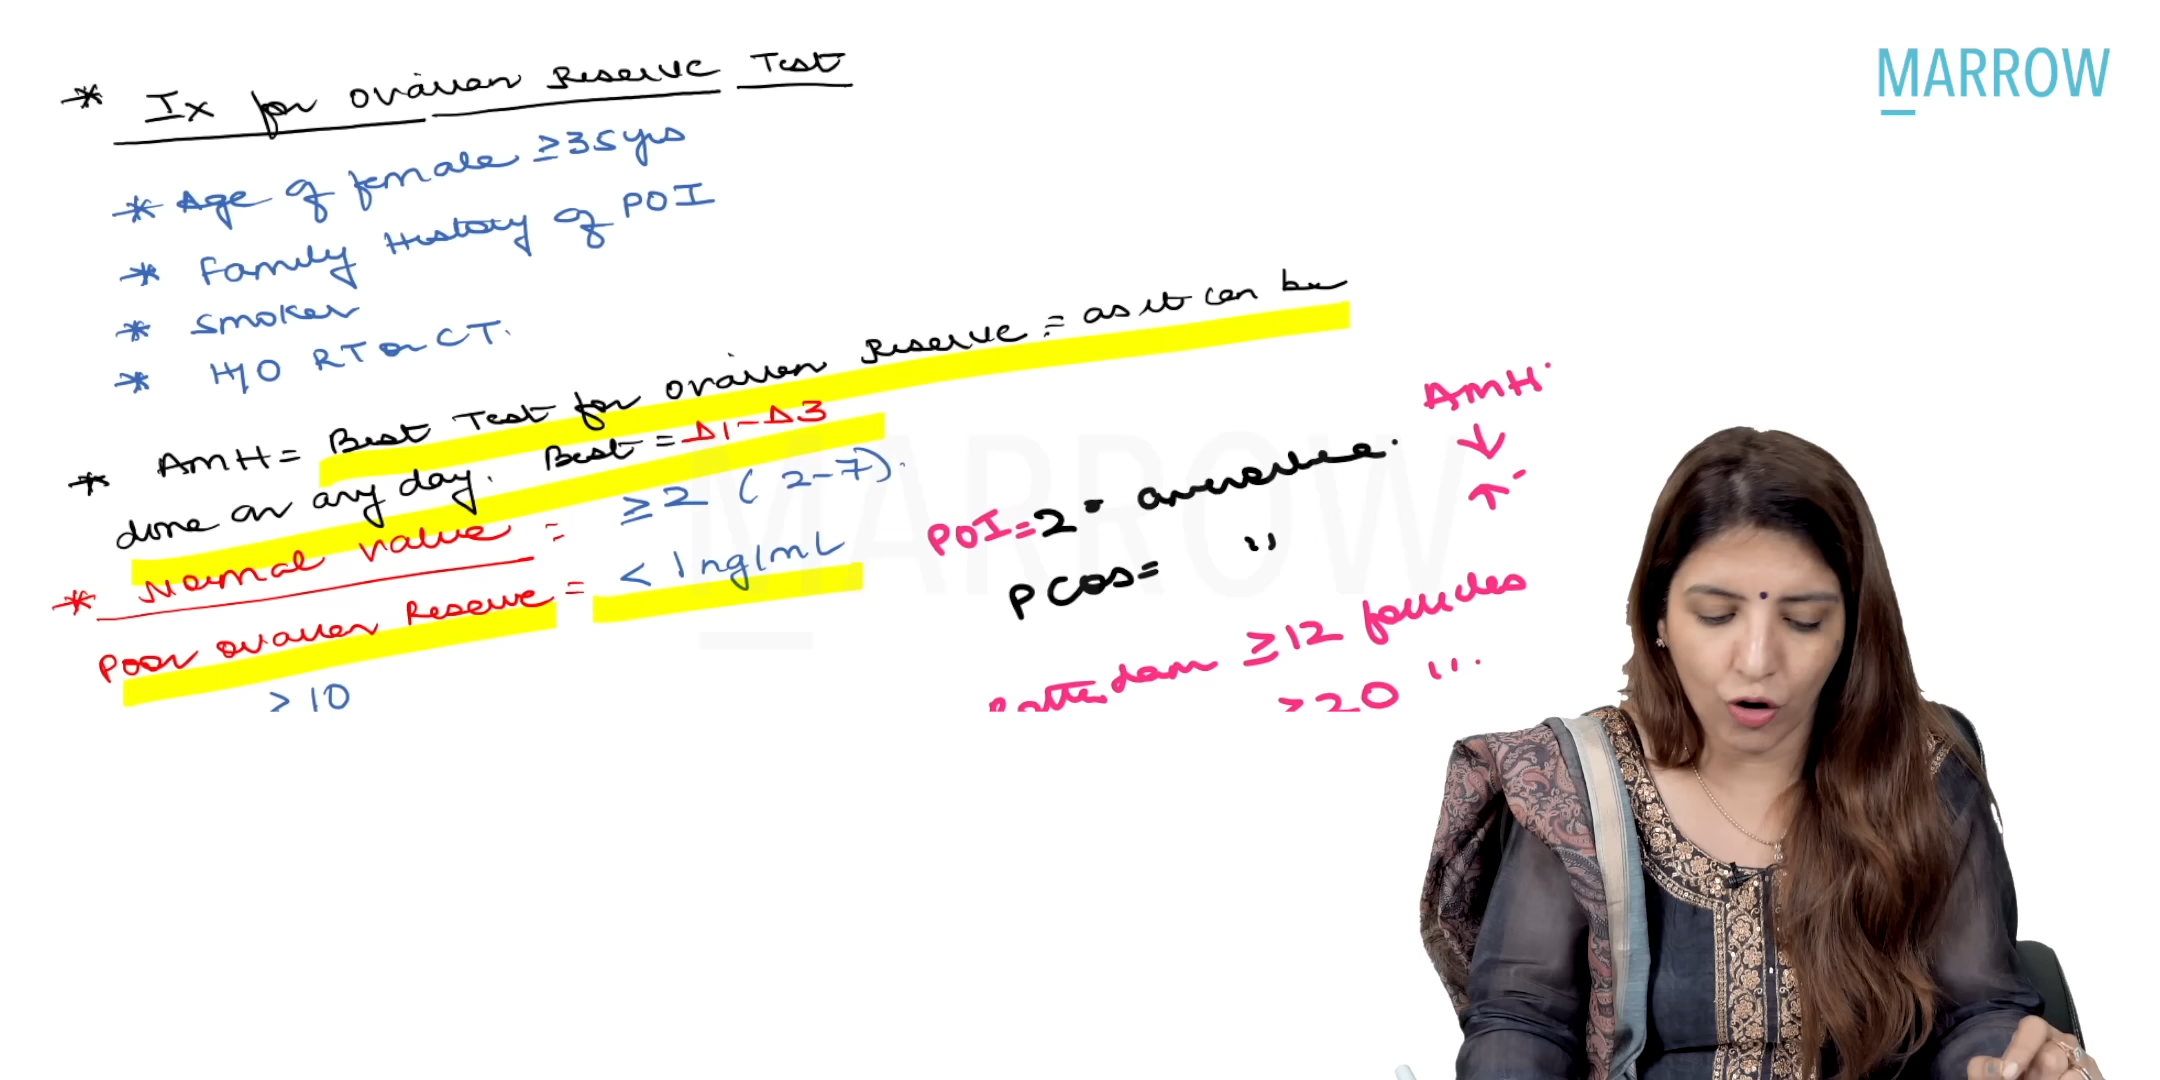 * Ix for ovarian Reserve Test
MARROW
* Age of female ≥35yrs
* Family History of POI
* Smoker
* H/O RT or CT.
* AMH = Best Test for ovarian Reserve = as it can be
done on any day. Best = D1-D3
* Normal value = ≥2 (2-7).
Poor ovarian Reserve = < 1ng/mL
>10
AMH.
↓
↑
POI = 2° amenorrhea.
PCOS = "
Rotterdam ≥12 follicles
≥20 "
MARROW